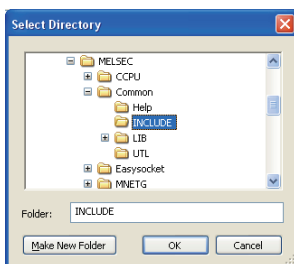 Select Directory
MELSEC
CCPU
Common
Help
INCLUDE
LIB
UTL
Easysocket
MNETG
Folder: INCLUDE
Make New Folder OK Cancel